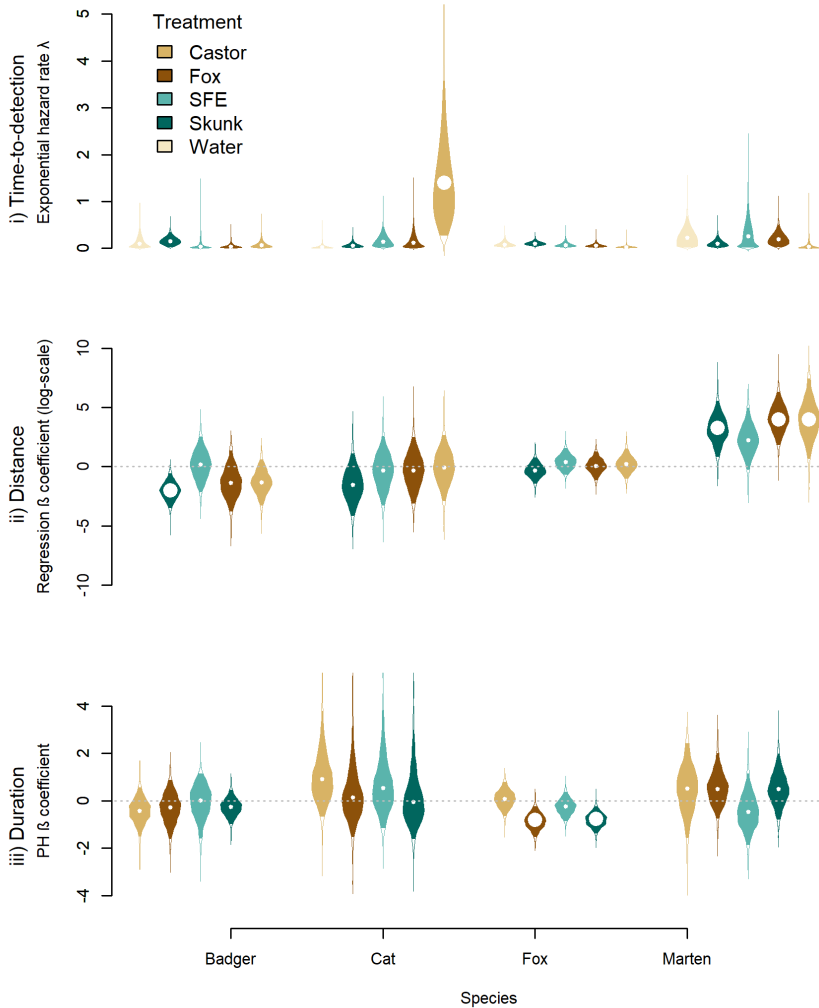 Treatment
Castor
Fox
SFE
Skunk
Water
i) Time-to-detection
Exponential hazard rate λ
5
4
3
2
1
0
ii) Distance
Regression ß coefficient (log-scale)
10
5
0
-5
-10
iii) Duration
PH ß coefficient
4
2
0
-2
-4
Badger Cat Fox Marten
Species